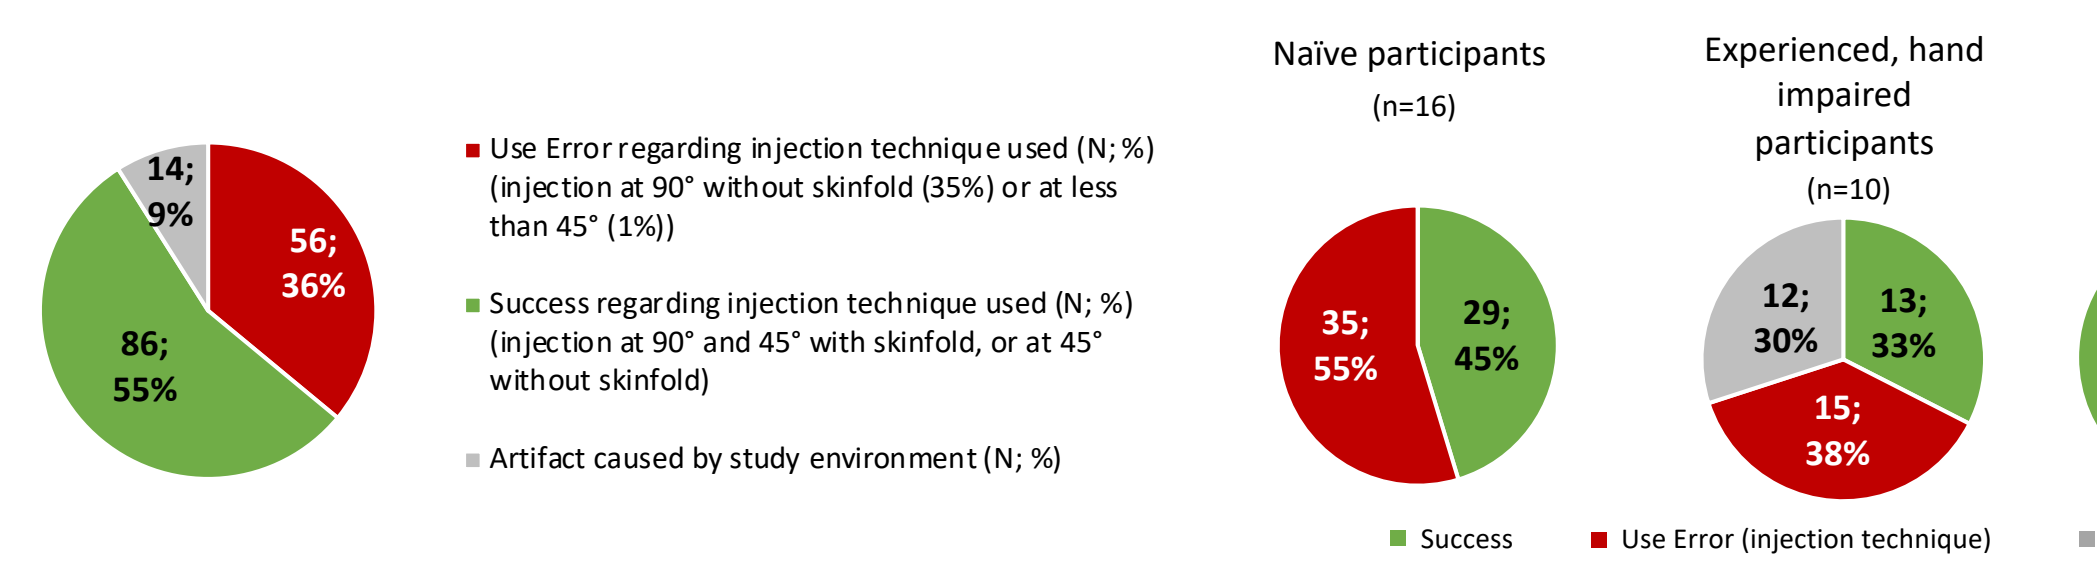 14;
9%
56;
36%
86;
55%
Use Error regarding injection technique used (N; %)
(injection at 90° without skinfold (35%) or at less
than 45° (1%))
Success regarding injection technique used (N; %)
(injection at 90° and 45° with skinfold, or at 45°
without skinfold)
Artifact caused by study environment (N; %)
Naïve participants
(n=16)
35;
55%
29;
45%
Experienced, hand
impaired
participants
(n=10)
12;
30%
13;
33%
15;
38%
Success
Use Error (injection technique)